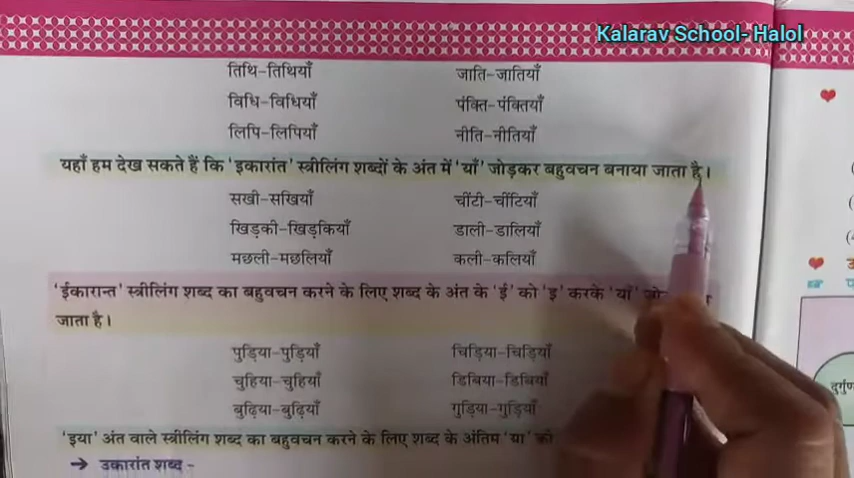 Kalarav School- Halol
तिथि-तिथियाँ जाति-जातियाँ
विधि-विधियाँ पंक्ति-पंक्तियाँ
लिपि-लिपियाँ नीति-नीतियाँ
यहाँ हम देख सकते हैं कि 'इकारांत' स्त्रीलिंग शब्दों के अंत में 'याँ' जोड़कर बहुवचन बनाया जाता है।
सखी-सखियाँ चींटी-चींटियाँ
खिड़की-खिड़कियाँ डाली-डालियाँ
मछली-मछलियाँ कली-कलियाँ
'ईकारान्त' स्त्रीलिंग शब्द का बहुवचन करने के लिए शब्द के अंत के 'ई' को 'इ' करके 'याँ'
जाता है।
पुड़िया-पुड़ियाँ चिड़िया-चिड़ियाँ
चुहिया-चुहियाँ डिबिया-डिबियाँ
बुढ़िया-बुढ़ियाँ गुड़िया-गुड़ियाँ
'इया' अंत वाले स्त्रीलिंग शब्द का बहुवचन करने के लिए शब्द के अंतिम 'या' को
→ उकारांत शब्द -